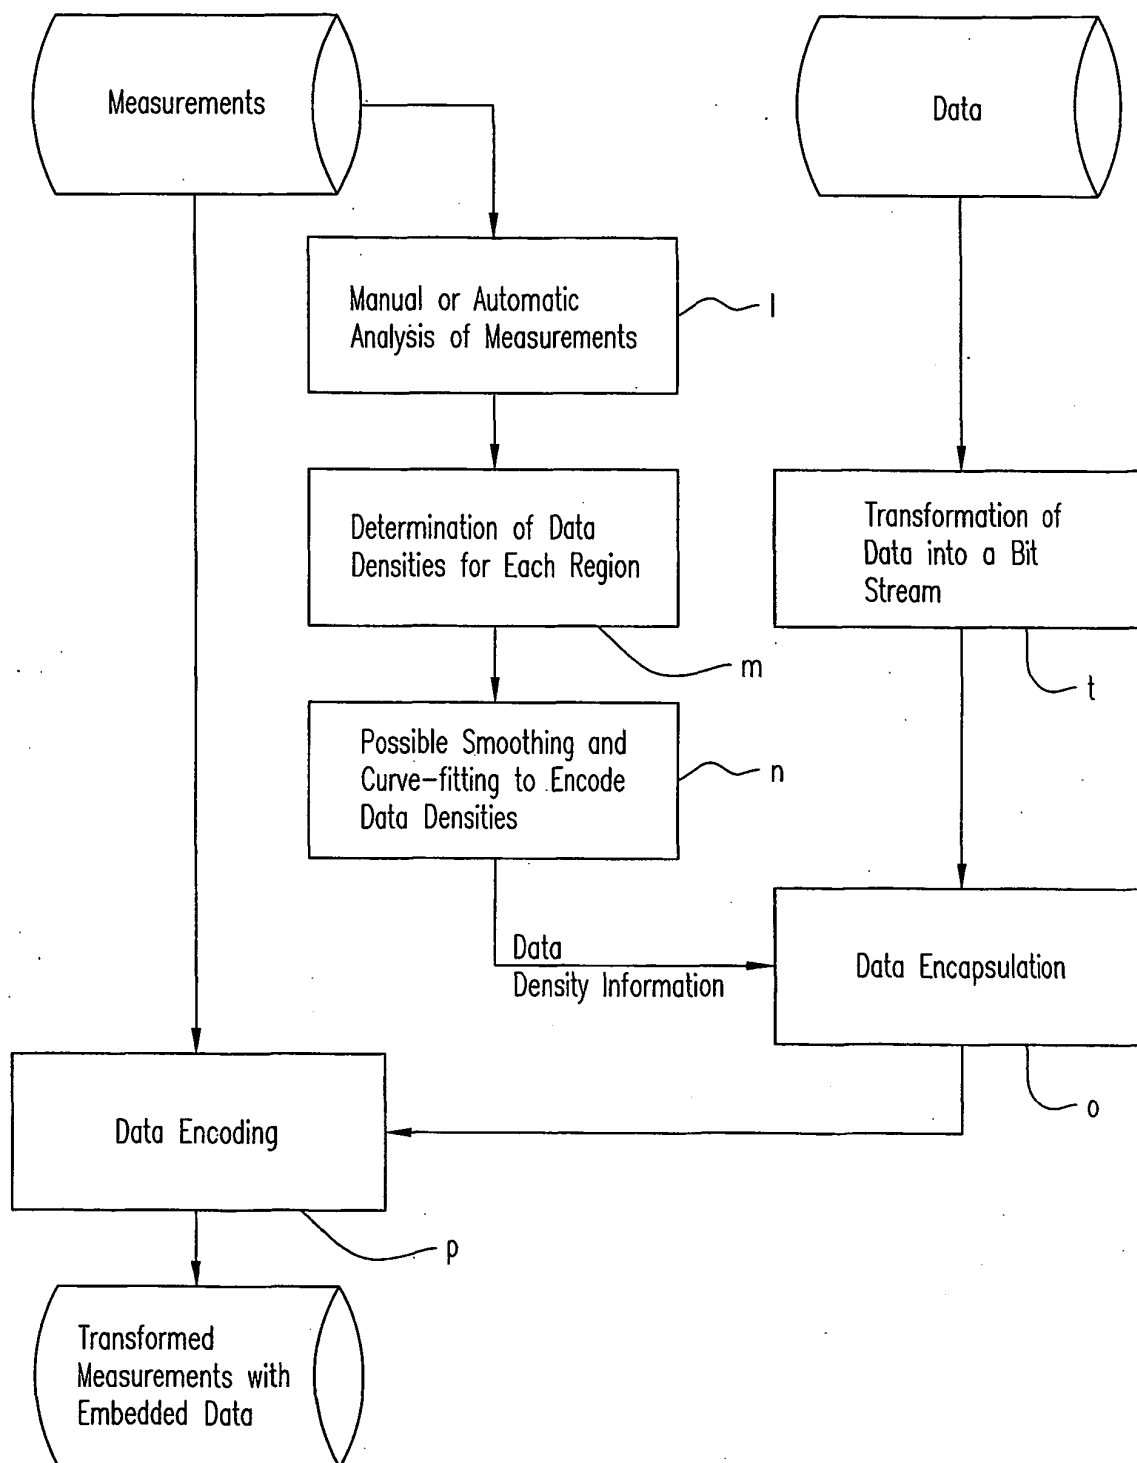 Measurements
Data
Manual or Automatic
Analysis of Measurements
l
Determination of Data
Densities for Each Region
m
Transformation of
Data into a Bit
Stream
t
Possible Smoothing and
Curve-fitting to Encode
Data Densities
n
Data
Density Information
Data Encapsulation
o
Data Encoding
p
Transformed
Measurements with
Embedded Data